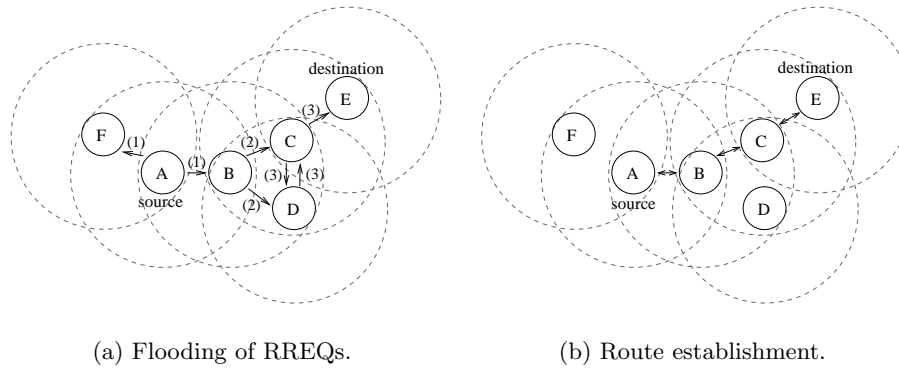 destination
E
F
(3)
C
(1)
(2)
(1)
A
B
(3)
(3)
source
(2)
D
(a) Flooding of RREQs.
destination
E
F
C
A
B
source
D
(b) Route establishment.